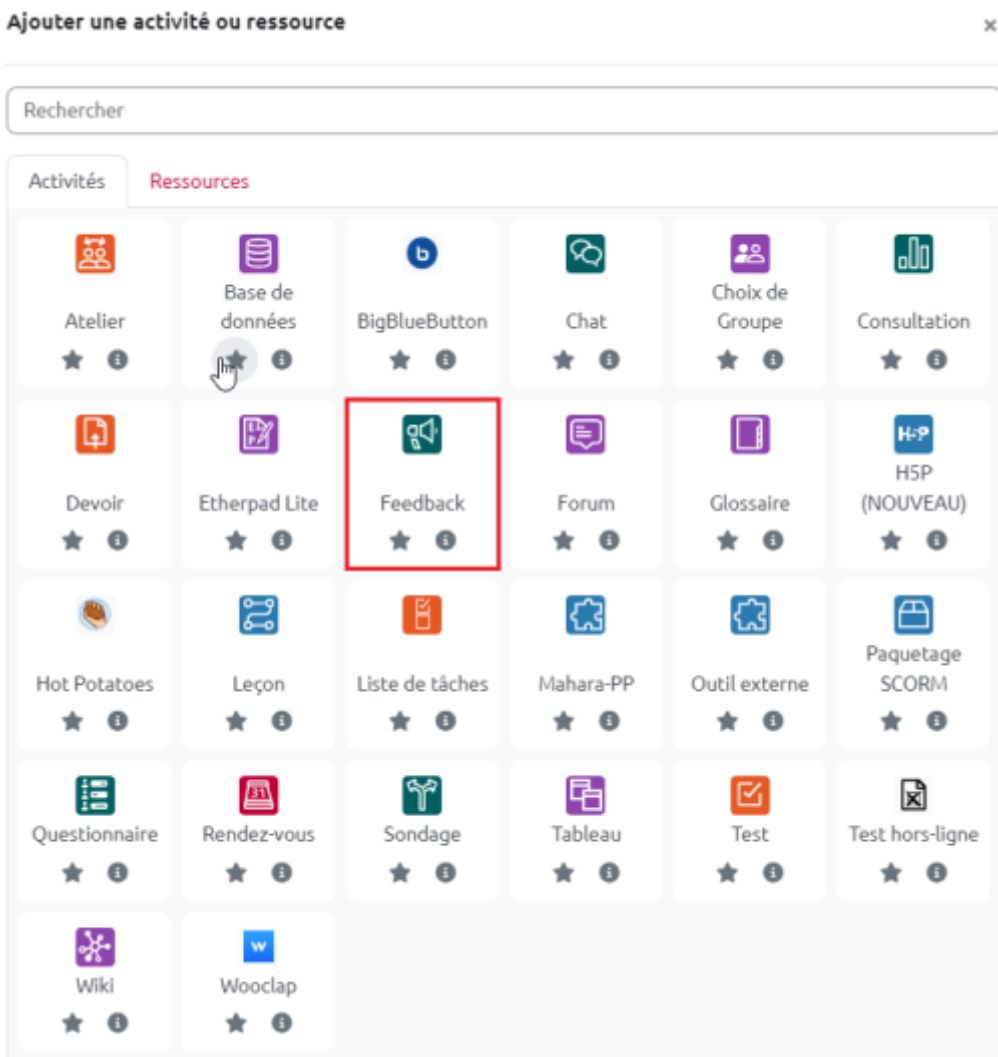 Ajouter une activité ou ressource
×
Rechercher
Activités
Ressources
Atelier
Base de
données
b
BigBlueButton
Chat
Choix de
Groupe
Consultation
Devoir
Etherpad Lite
Feedback
Forum
Glossaire
H-P
H5P
(NOUVEAU)
Hot Potatoes
Leçon
Liste de tâches
Mahara-PP
Outil externe
Paquetage
SCORM
Questionnaire
31
Rendez-vous
Sondage
Tableau
Test
Test hors-ligne
Wiki
w
Wooclap